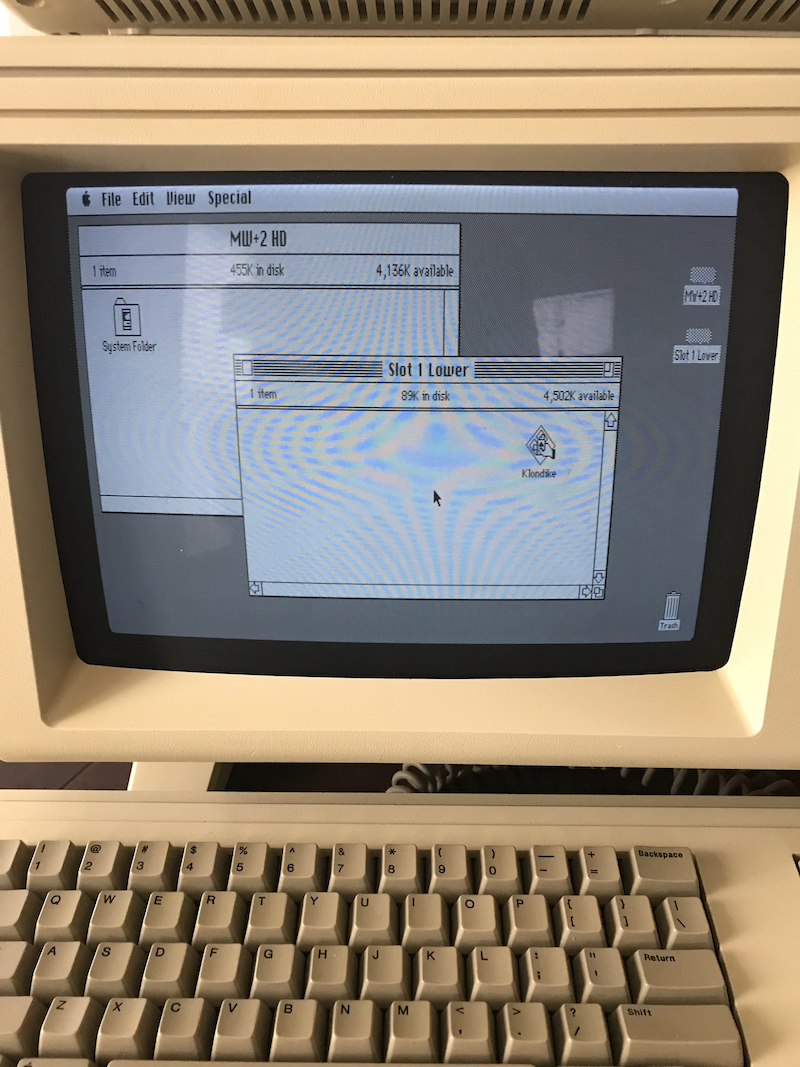 File Edit View Special
MW+2 HD
1 item 455K in disk 4,136K available
System Folder
MW+2 HD
Slot 1 Lower
Slot 1 Lower
1 item 89K in disk 4,502K available
Klondike
Trash
! 1 @ 2 # 3 $ 4 % 5 ^ 6 & 7 * 8 ( 9 ) 0 — - + = Backspace
Q W E R T Y U I O P { [ } ] | \
A S D F G H J K L : ; " ' Return
Z X C V B N M < , > . ? / Shift